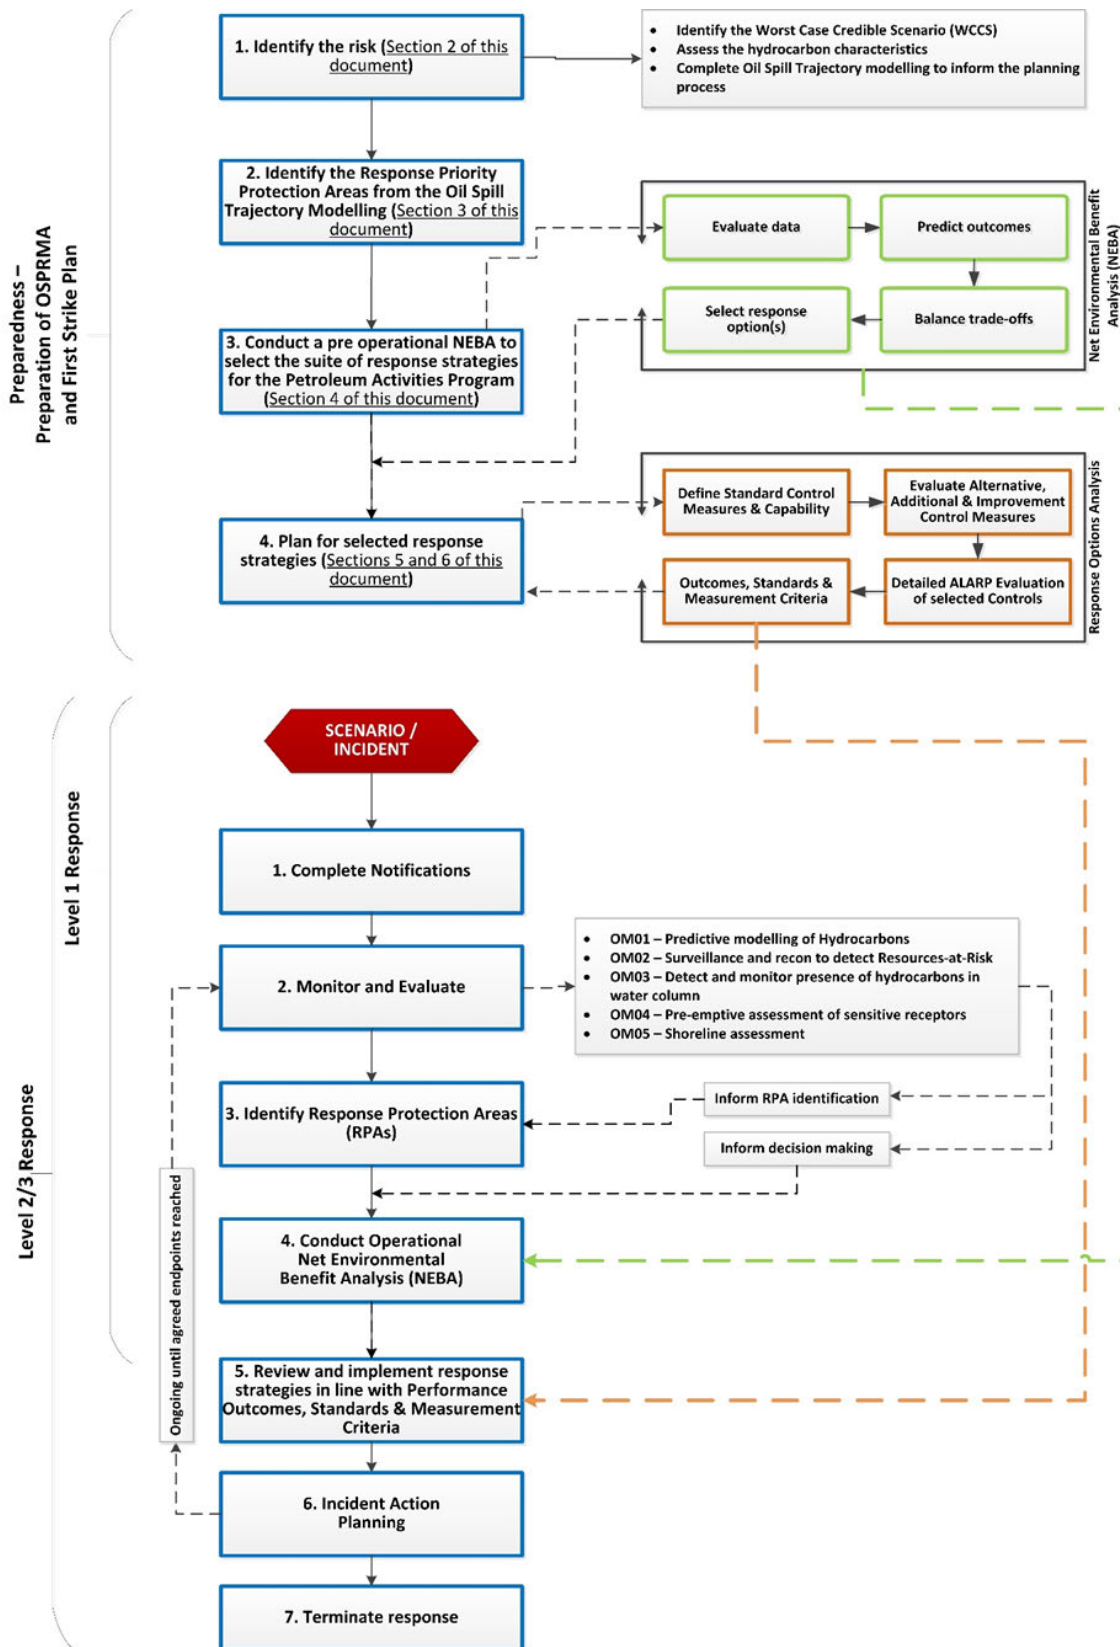 Preparedness –
Preparation of OSPRMA
and First Strike Plan
1. Identify the risk (Section 2 of this
document)
• Identify the Worst Case Credible Scenario (WCCS)
• Assess the hydrocarbon characteristics
• Complete Oil Spill Trajectory modelling to inform the planning
process
2. Identify the Response Priority
Protection Areas from the Oil Spill
Trajectory Modelling (Section 3 of this
document)
Evaluate data
Predict outcomes
Select response
option(s)
Balance trade-offs
Net Environmental Benefit
Analysis (NEBA)
3. Conduct a pre operational NEBA to
select the suite of response strategies
for the Petroleum Activities Program
(Section 4 of this document)
4. Plan for selected response
strategies (Sections 5 and 6 of this
document)
Define Standard Control
Measures & Capability
Evaluate Alternative,
Additional & Improvement
Control Measures
Outcomes, Standards &
Measurement Criteria
Detailed ALARP Evaluation
of selected Controls
Response Options Analysis
Level 2/3 Response
Level 1 Response
SCENARIO /
INCIDENT
1. Complete Notifications
2. Monitor and Evaluate
• OM01 – Predictive modelling of Hydrocarbons
• OM02 – Surveillance and recon to detect Resources-at-Risk
• OM03 – Detect and monitor presence of hydrocarbons in
water column
• OM04 – Pre-emptive assessment of sensitive receptors
• OM05 – Shoreline assessment
3. Identify Response Protection Areas
(RPAs)
Inform RPA identification
Inform decision making
4. Conduct Operational
Net Environmental
Benefit Analysis (NEBA)
Ongoing until agreed endpoints reached
5. Review and implement response
strategies in line with Performance
Outcomes, Standards & Measurement
Criteria
6. Incident Action
Planning
7. Terminate response